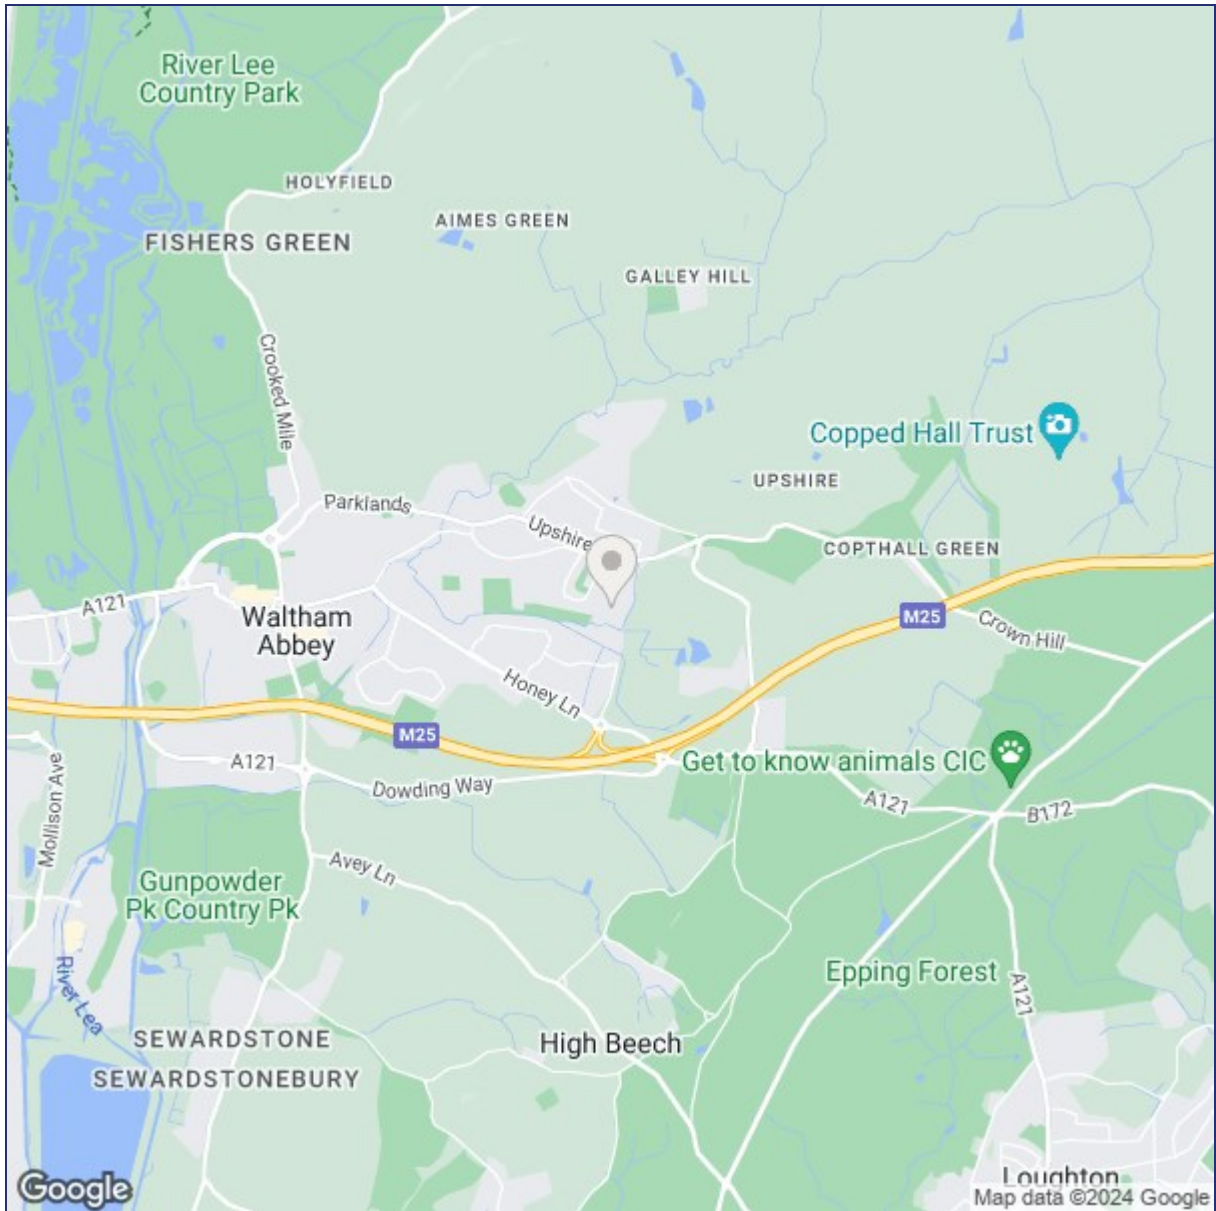 River Lee
Country Park
HOLYFIELD
AIMES GREEN
FISHERS GREEN
GALLEY HILL
Crooked Mile
Copped Hall Trust
UPSHIRE
Parklands
Upshire
COPTHALL GREEN
A121
Waltham
Abbey
M25
Crown Hill
Honey Ln
M25
A121
Get to know animals CIC
Mollison Ave
Dowding Way
A121
B172
Avey Ln
Gunpowder
Pk Country Pk
River Lea
Epping Forest
A121
SEWARDSTONE
High Beech
SEWARDSTONEBURY
Loughton
Google
Map data ©2024 Google